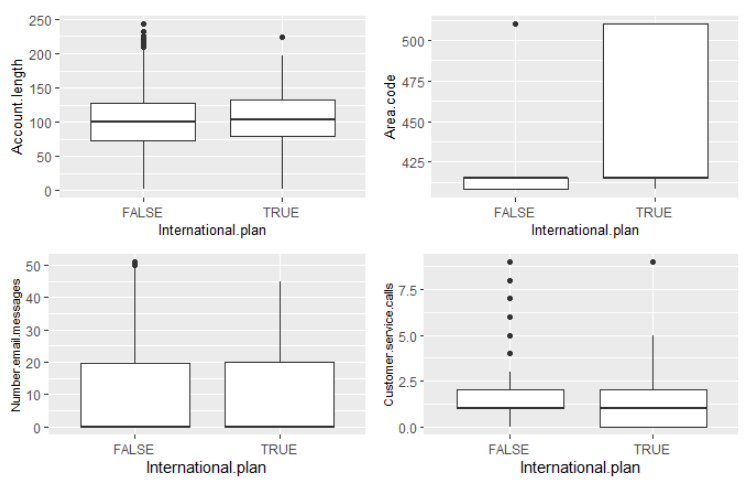 Account.length
250
200
150
100
50
0
FALSE TRUE
International.plan
Area.code
500
475
450
425
FALSE TRUE
International.plan
Number.email.messages
50
40
30
20
10
0
FALSE TRUE
International.plan
Customer.service.calls
7.5
5.0
2.5
0.0
FALSE TRUE
International.plan